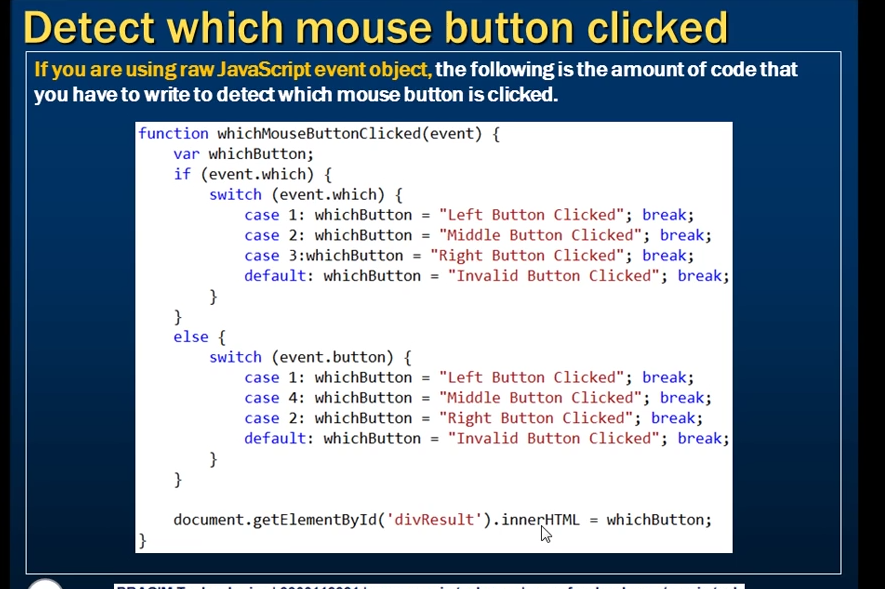 Detect which mouse button clicked
If you are using raw JavaScript event object, the following is the amount of code that
you have to write to detect which mouse button is clicked.
function whichMouseButtonClicked(event) {
    var whichButton;
    if (event.which) {
        switch (event.which) {
            case 1: whichButton = "Left Button Clicked"; break;
            case 2: whichButton = "Middle Button Clicked"; break;
            case 3:whichButton = "Right Button Clicked"; break;
            default: whichButton = "Invalid Button Clicked"; break;
        }
    }
    else {
        switch (event.button) {
            case 1: whichButton = "Left Button Clicked"; break;
            case 4: whichButton = "Middle Button Clicked"; break;
            case 2: whichButton = "Right Button Clicked"; break;
            default: whichButton = "Invalid Button Clicked"; break;
        }
    }
    document.getElementById('divResult').innerHTML = whichButton;
}